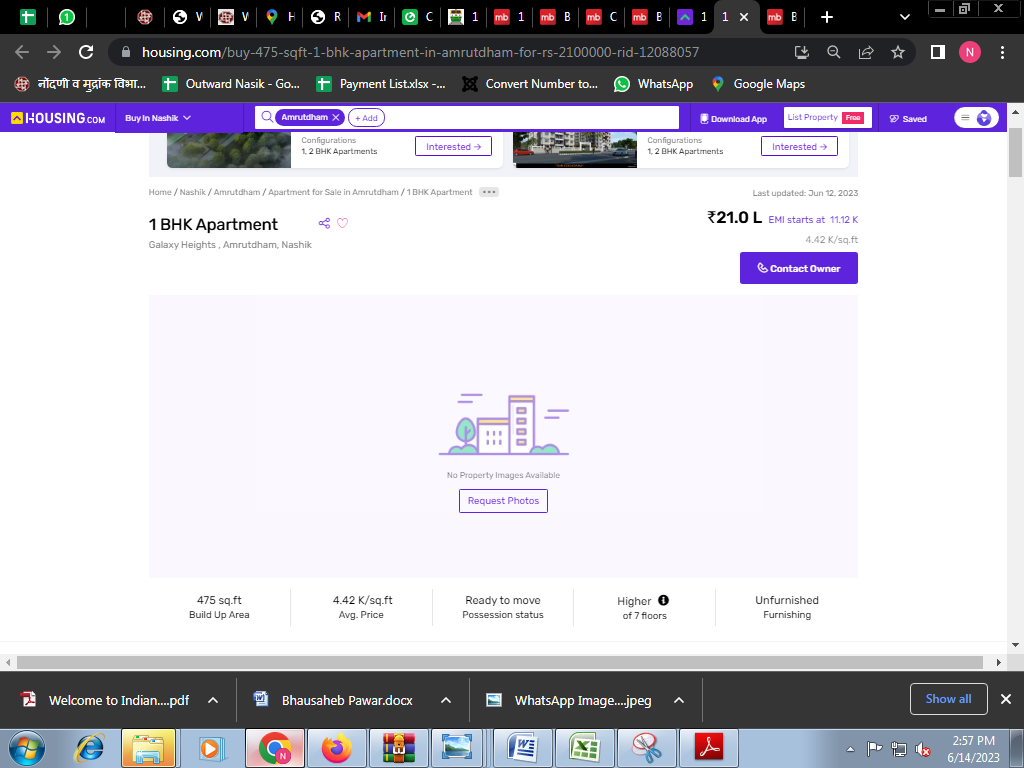 1
W
W
H
R
Ir
C
1
1
B
C
B
1
1
B
housing.com/buy-475-sqft-1-bhk-apartment-in-amrutdham-for-rs-2100000-rid-12088057
N
नोंदणी व मुद्रांक विभा...
Outward Nasik - Go...
Payment List.xlsx -...
Convert Number to...
WhatsApp
Google Maps
HOUSING.COM
Buy In Nashik
Amrutdham
+ Add
Download App
List Property Free
Saved
Configurations
1, 2 BHK Apartments
Interested →
Configurations
1, 2 BHK Apartments
Interested →
Home / Nashik / Amrutdham / Apartment for Sale in Amrutdham / 1 BHK Apartment
Last updated: Jun 12, 2023
1 BHK Apartment
₹21.0 L EMI starts at 11.12 K
Galaxy Heights , Amrutdham, Nashik
4.42 K/sq.ft
Contact Owner
No Property Images Available
Request Photos
475 sq.ft
Build Up Area
4.42 K/sq.ft
Avg. Price
Ready to move
Possession status
Higher
of 7 floors
Unfurnished
Furnishing
Welcome to Indian....pdf
Bhausaheb Pawar.docx
WhatsApp Image....jpeg
Show all
2:57 PM
6/14/2023